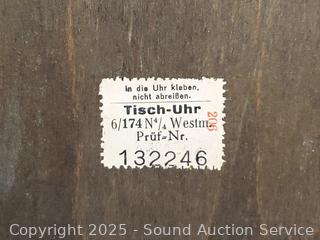 In die Uhr kleben,
nicht abreißen.
Tisch-Uhr
6/174 N⁴/₄ Westm.
206
Prüf-Nr.
132246
Copyright 2025 - Sound Auction Service